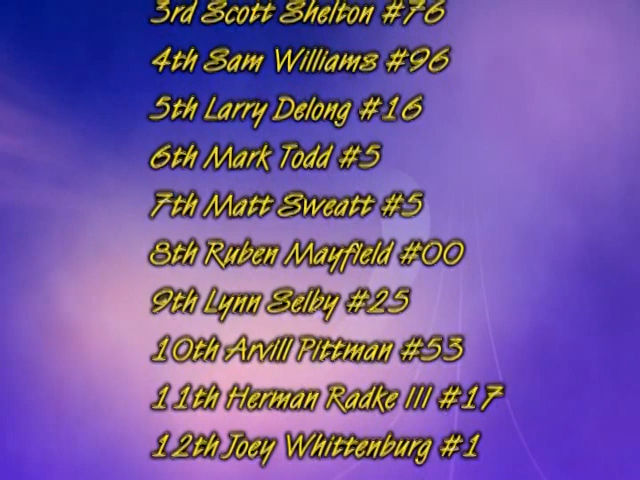 3rd Scott Shelton #76
4th Sam Williams #96
5th Larry Delong #16
6th Mark Todd #5
7th Matt Sweatt #5
8th Ruben Mayfield #00
9th Lynn Selby #25
10th Arvill Pittman #53
11th Herman Radke III #17
12th Joey Whittenburg #1